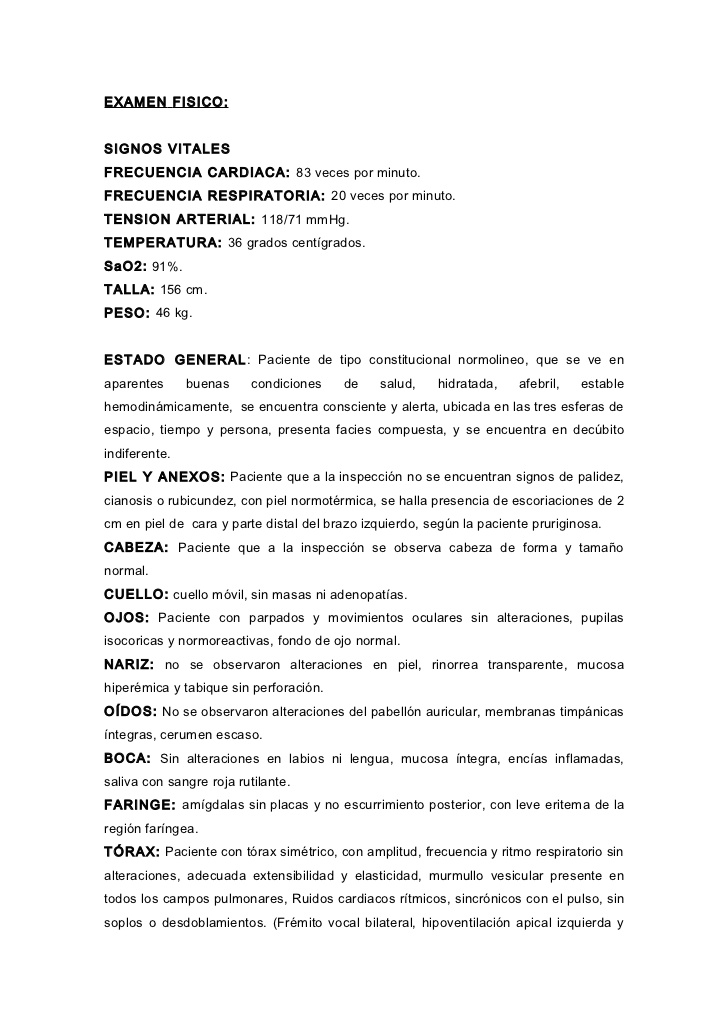 EXAMEN FISICO:
SIGNOS VITALES
FRECUENCIA CARDIACA: 83 veces por minuto.
FRECUENCIA RESPIRATORIA: 20 veces por minuto.
TENSION ARTERIAL: 118/71 mmHg.
TEMPERATURA: 36 grados centígrados.
SaO2: 91%.
TALLA: 156 cm.
PESO: 46 kg.
ESTADO GENERAL: Paciente de tipo constitucional normolineo, que se ve en
aparentes buenas condiciones de salud, hidratada, afebril, estable
hemodinámicamente, se encuentra consciente y alerta, ubicada en las tres esferas de
espacio, tiempo y persona, presenta facies compuesta, y se encuentra en decúbito
indiferente.
PIEL Y ANEXOS: Paciente que a la inspección no se encuentran signos de palidez,
cianosis o rubicundez, con piel normotérmica, se halla presencia de escoriaciones de 2
cm en piel de cara y parte distal del brazo izquierdo, según la paciente pruriginosa.
CABEZA: Paciente que a la inspección se observa cabeza de forma y tamaño
normal.
CUELLO: cuello móvil, sin masas ni adenopatías.
OJOS: Paciente con parpados y movimientos oculares sin alteraciones, pupilas
isocoricas y normoreactivas, fondo de ojo normal.
NARIZ: no se observaron alteraciones en piel, rinorrea transparente, mucosa
hiperémica y tabique sin perforación.
OÍDOS: No se observaron alteraciones del pabellón auricular, membranas timpánicas
íntegras, cerumen escaso.
BOCA: Sin alteraciones en labios ni lengua, mucosa íntegra, encías inflamadas,
saliva con sangre roja rutilante.
FARINGE: amígdalas sin placas y no escurrimiento posterior, con leve eritema de la
región faríngea.
TÓRAX: Paciente con tórax simétrico, con amplitud, frecuencia y ritmo respiratorio sin
alteraciones, adecuada extensibilidad y elasticidad, murmullo vesicular presente en
todos los campos pulmonares, Ruidos cardiacos rítmicos, sincrónicos con el pulso, sin
soplos o desdoblamientos. (Frémito vocal bilateral, hipoventilación apical izquierda y